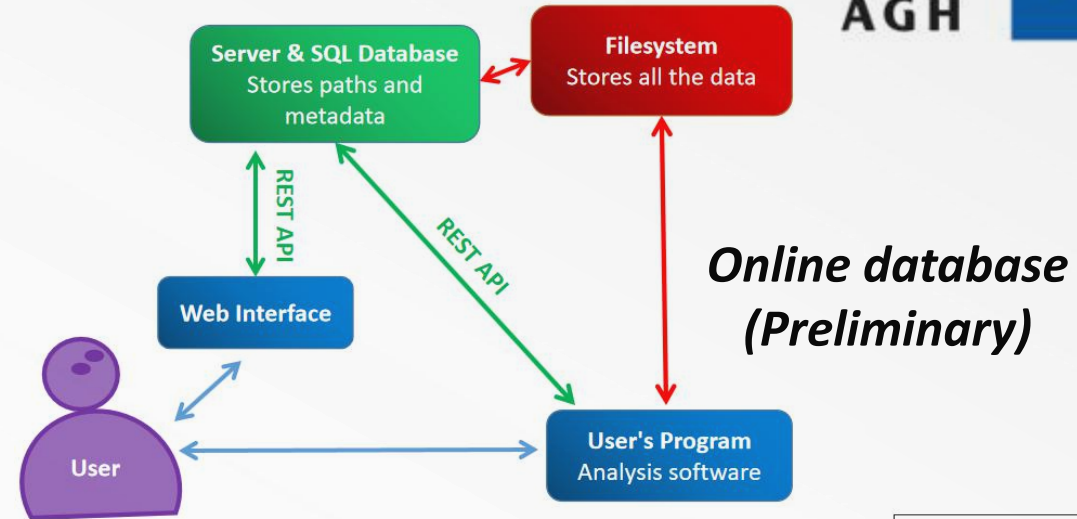 AGH
Server & SQL Database
Stores paths and
metadata
Filesystem
Stores all the data
REST API
REST API
Online database
(Preliminary)
Web Interface
User's Program
Analysis software
User